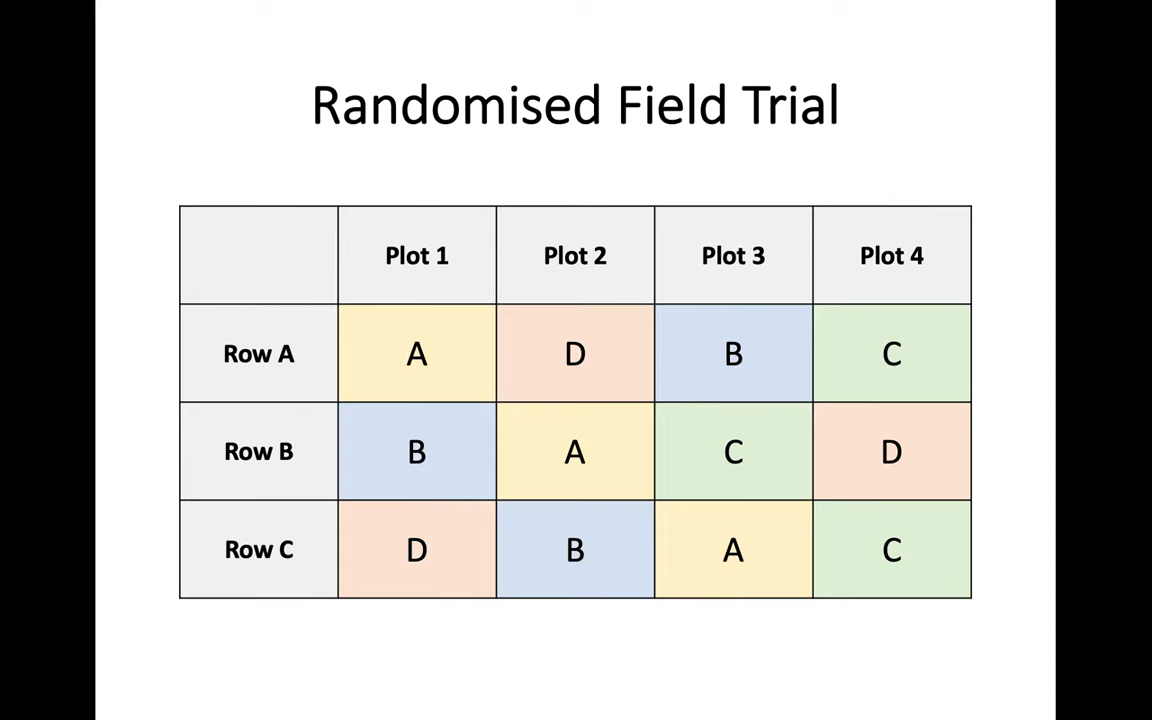 Randomised Field Trial
Plot 1 Plot 2 Plot 3 Plot 4
Row A A D B C
Row B B A C D
Row C D B A C